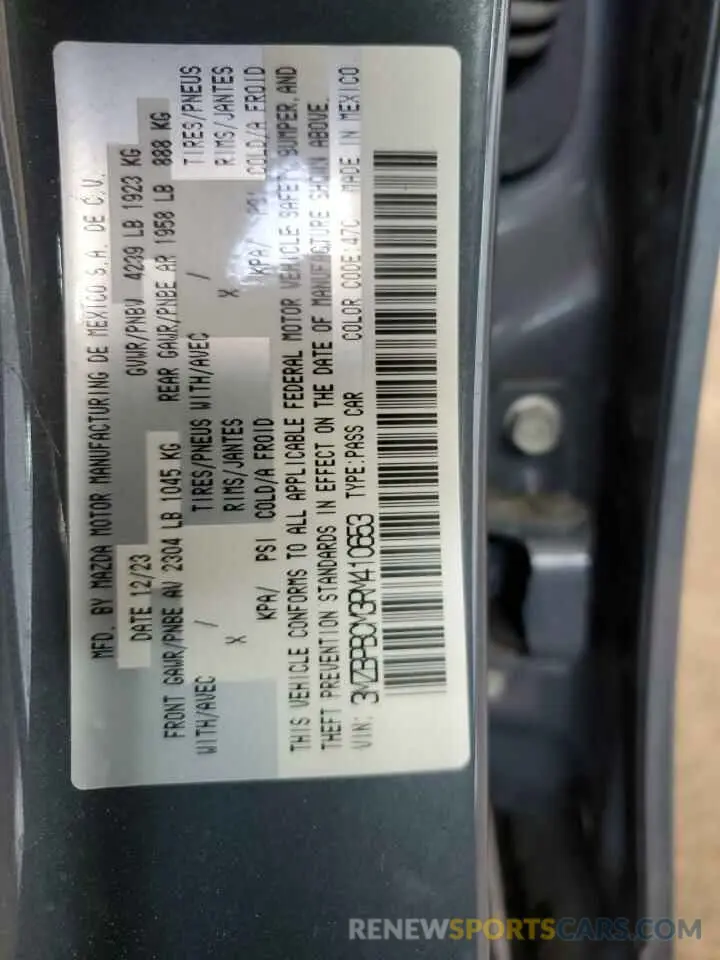 MFD. BY MAZDA MOTOR MANUFACTURING DE MEXICO S.A. DE C.V.
DATE 12/23 GVWR/PNBV 4239 LB 1923 KG
FRONT GAWR/PNBE AV 2304 LB 1045 KG REAR GAWR/PNBE AR 1958 LB 888 KG
WITH/AVEC / TIRES/PNEUS WITH/AVEC / TIRES/PNEUS
X RIMS/JANTES X RIMS/JANTES
KPA/ PSI COLD/A FROID KPA/ PSI COLD/A FROID
THIS VEHICLE CONFORMS TO ALL APPLICABLE FEDERAL MOTOR VEHICLE SAFETY, BUMPER, AND
THEFT PREVENTION STANDARDS IN EFFECT ON THE DATE OF MANUFACTURE SHOWN ABOVE.
VIN: 3MZBPBCM3RM410653 TYPE:PASS CAR COLOR CODE:47C MADE IN MEXICO
RENEWSPORTSCARS.COM